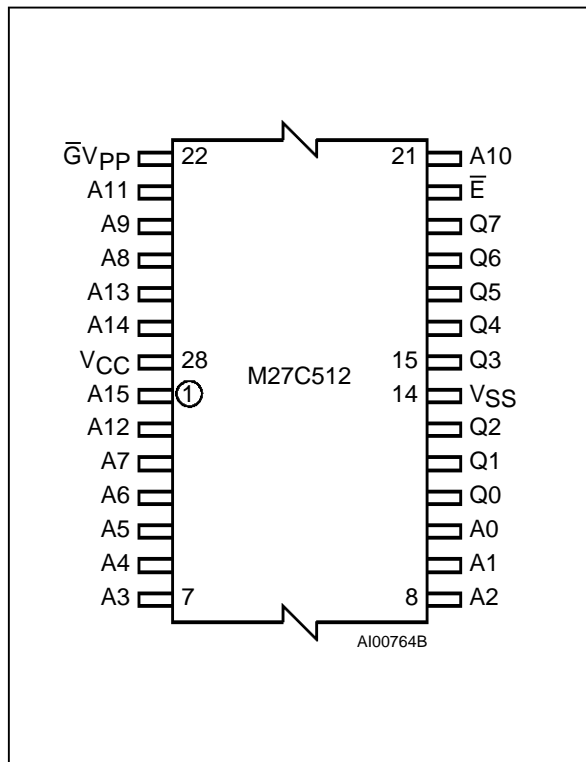 G̅VPP 22 21 A10
A11 E̅
A9 Q7
A8 Q6
A13 Q5
A14 Q4
VCC 28 15 Q3
M27C512
A15 1 14 VSS
A12 Q2
A7 Q1
A6 Q0
A5 A0
A4 A1
A3 7 8 A2
AI00764B